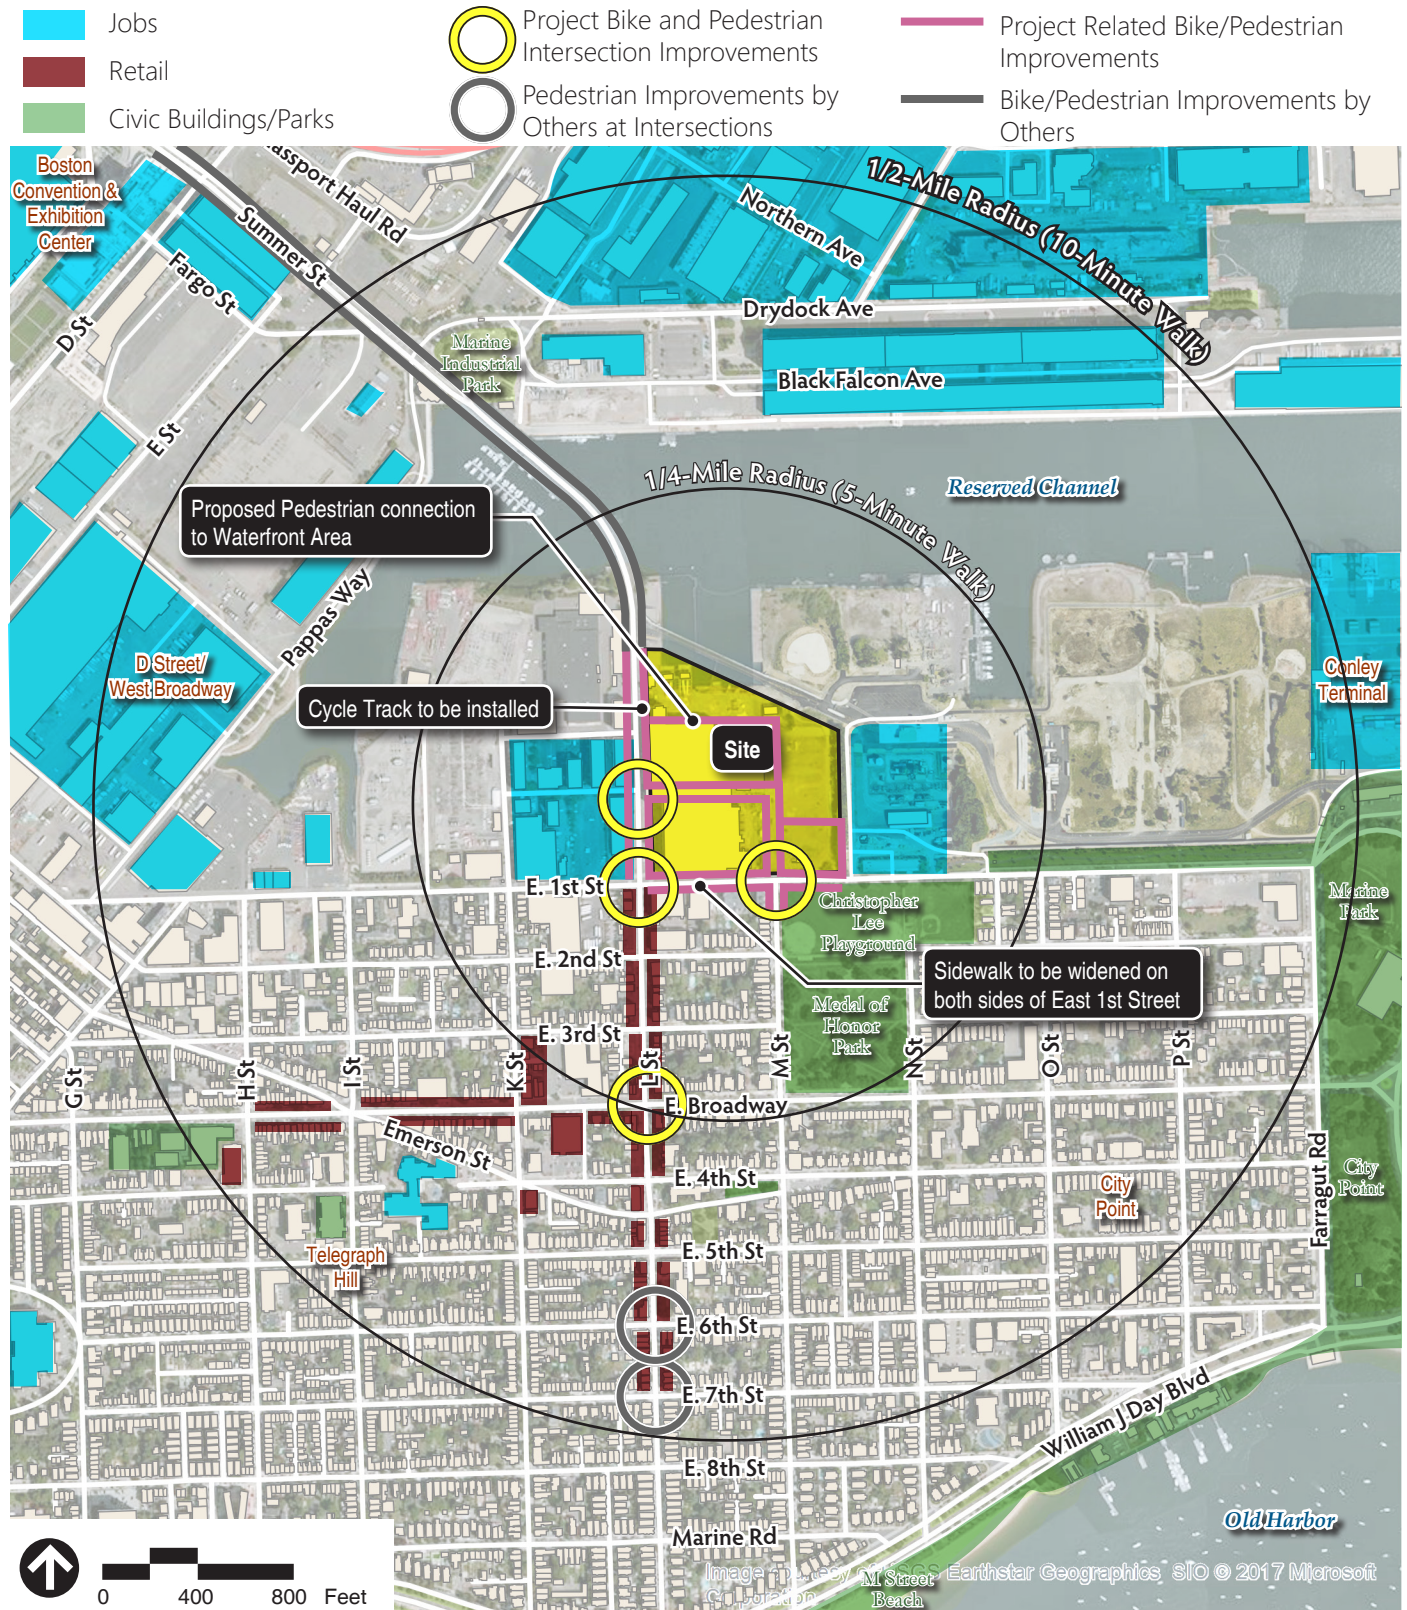 Jobs
Retail
Civic Buildings/Parks
Project Bike and Pedestrian
Intersection Improvements
Pedestrian Improvements by
Others at Intersections
Project Related Bike/Pedestrian
Improvements
Bike/Pedestrian Improvements by
Others
Boston
Convention &
Exhibition
Center
Haul Rd
Summer St
Fargo St
D St
E St
Northern Ave
1/2-Mile Radius (10-Minute Walk)
Drydock Ave
Marine
Industrial
Park
Black Falcon Ave
1/4-Mile Radius (5-Minute Walk)
Reserved Channel
Proposed Pedestrian connection
to Waterfront Area
Pappas Way
D Street/
West Broadway
Conley
Terminal
Cycle Track to be installed
Site
E. 1st St
Christopher
Lee
Playground
Marine
Park
E. 2nd St
Sidewalk to be widened on
both sides of East 1st Street
Medal of
Honor
Park
E. 3rd St
G St
H St
I St
K St
L St
M St
N St
O St
P St
E. Broadway
Emerson St
E. 4th St
City
Point
Farragut Rd
City
Point
Telegraph
Hill
E. 5th St
E. 6th St
E. 7th St
William J Day Blvd
E. 8th St
Old Harbor
Marine Rd
M Street
Beach
Earthstar Geographics SIO © 2017 Microsoft
0 400 800 Feet